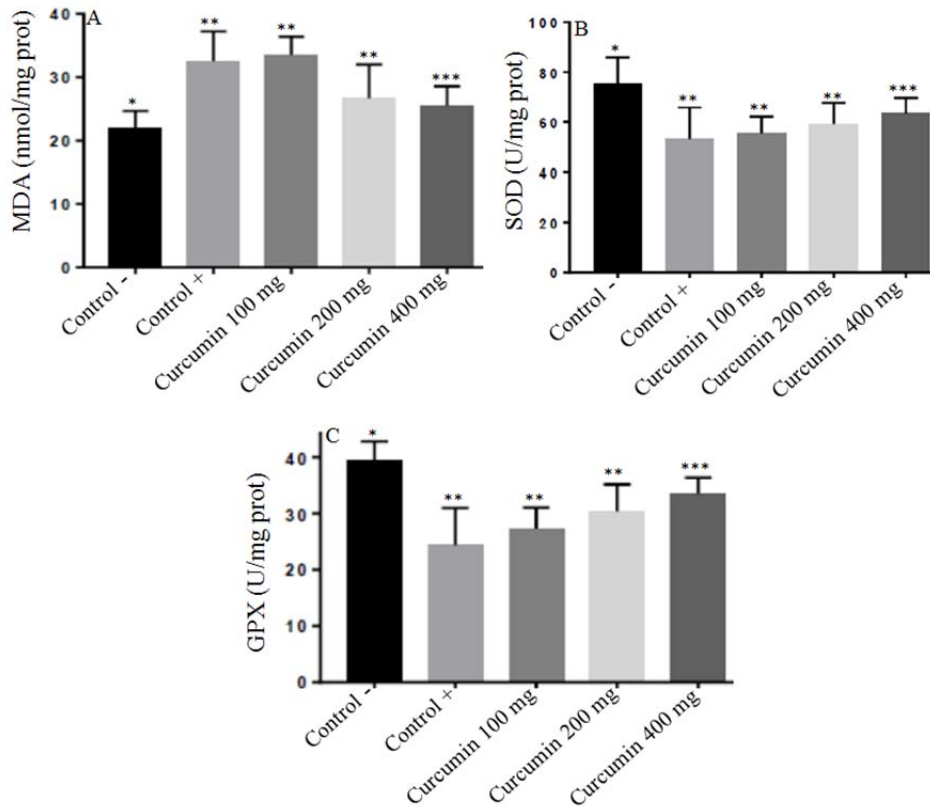 A
MDA (nmol/mg prot)
40
30
20
10
0
*
**
**
**
***
Control -
Control +
Curcumin 100 mg
Curcumin 200 mg
Curcumin 400 mg
B
SOD (U/mg prot)
100
80
60
40
20
0
*
**
**
**
***
Control -
Control +
Curcumin 100 mg
Curcumin 200 mg
Curcumin 400 mg
C
GPX (U/mg prot)
40
30
20
10
0
*
**
**
**
***
Control -
Control +
Curcumin 100 mg
Curcumin 200 mg
Curcumin 400 mg